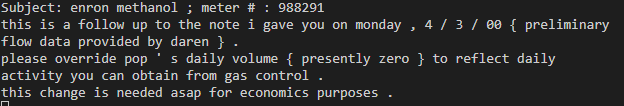 Subject: enron methanol ; meter # : 988291
this is a follow up to the note i gave you on monday , 4 / 3 / 00 { preliminary
flow data provided by daren } .
please override pop ' s daily volume { presently zero } to reflect daily
activity you can obtain from gas control .
this change is needed asap for economics purposes .